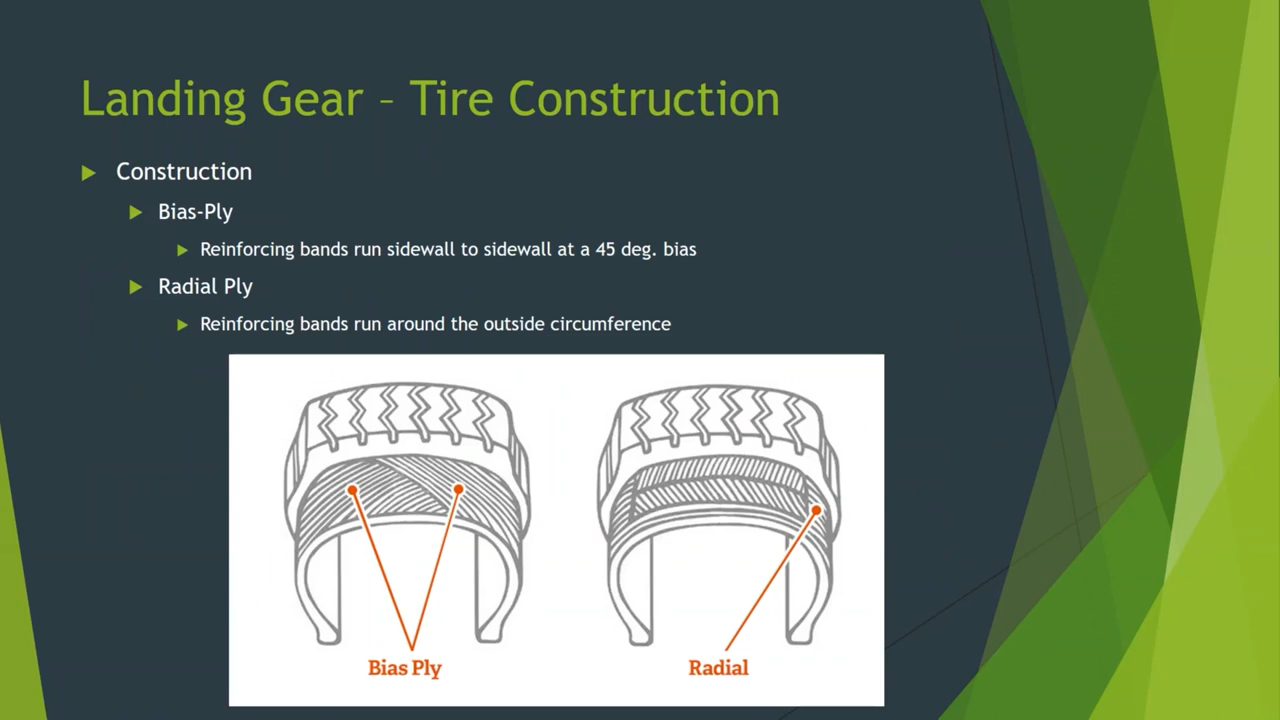 Landing Gear – Tire Construction
Construction
Bias-Ply
Reinforcing bands run sidewall to sidewall at a 45 deg. bias
Radial Ply
Reinforcing bands run around the outside circumference
Bias Ply
Radial